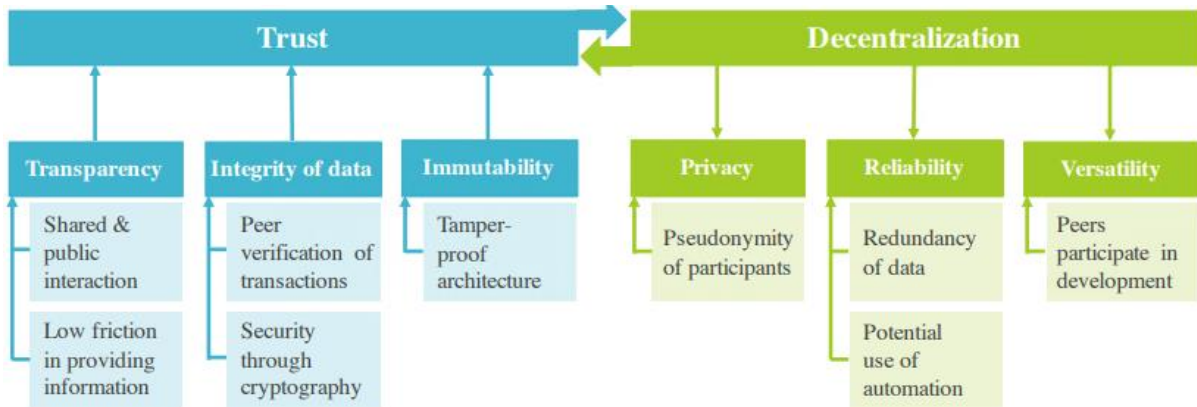 Trust
Decentralization
Transparency
Integrity of data
Immutability
Privacy
Reliability
Versatility
Shared &
public
interaction
Low friction
in providing
information
Peer
verification of
transactions
Security
through
cryptography
Tamper-
proof
architecture
Pseudonymity
of participants
Redundancy
of data
Potential
use of
automation
Peers
participate in
development